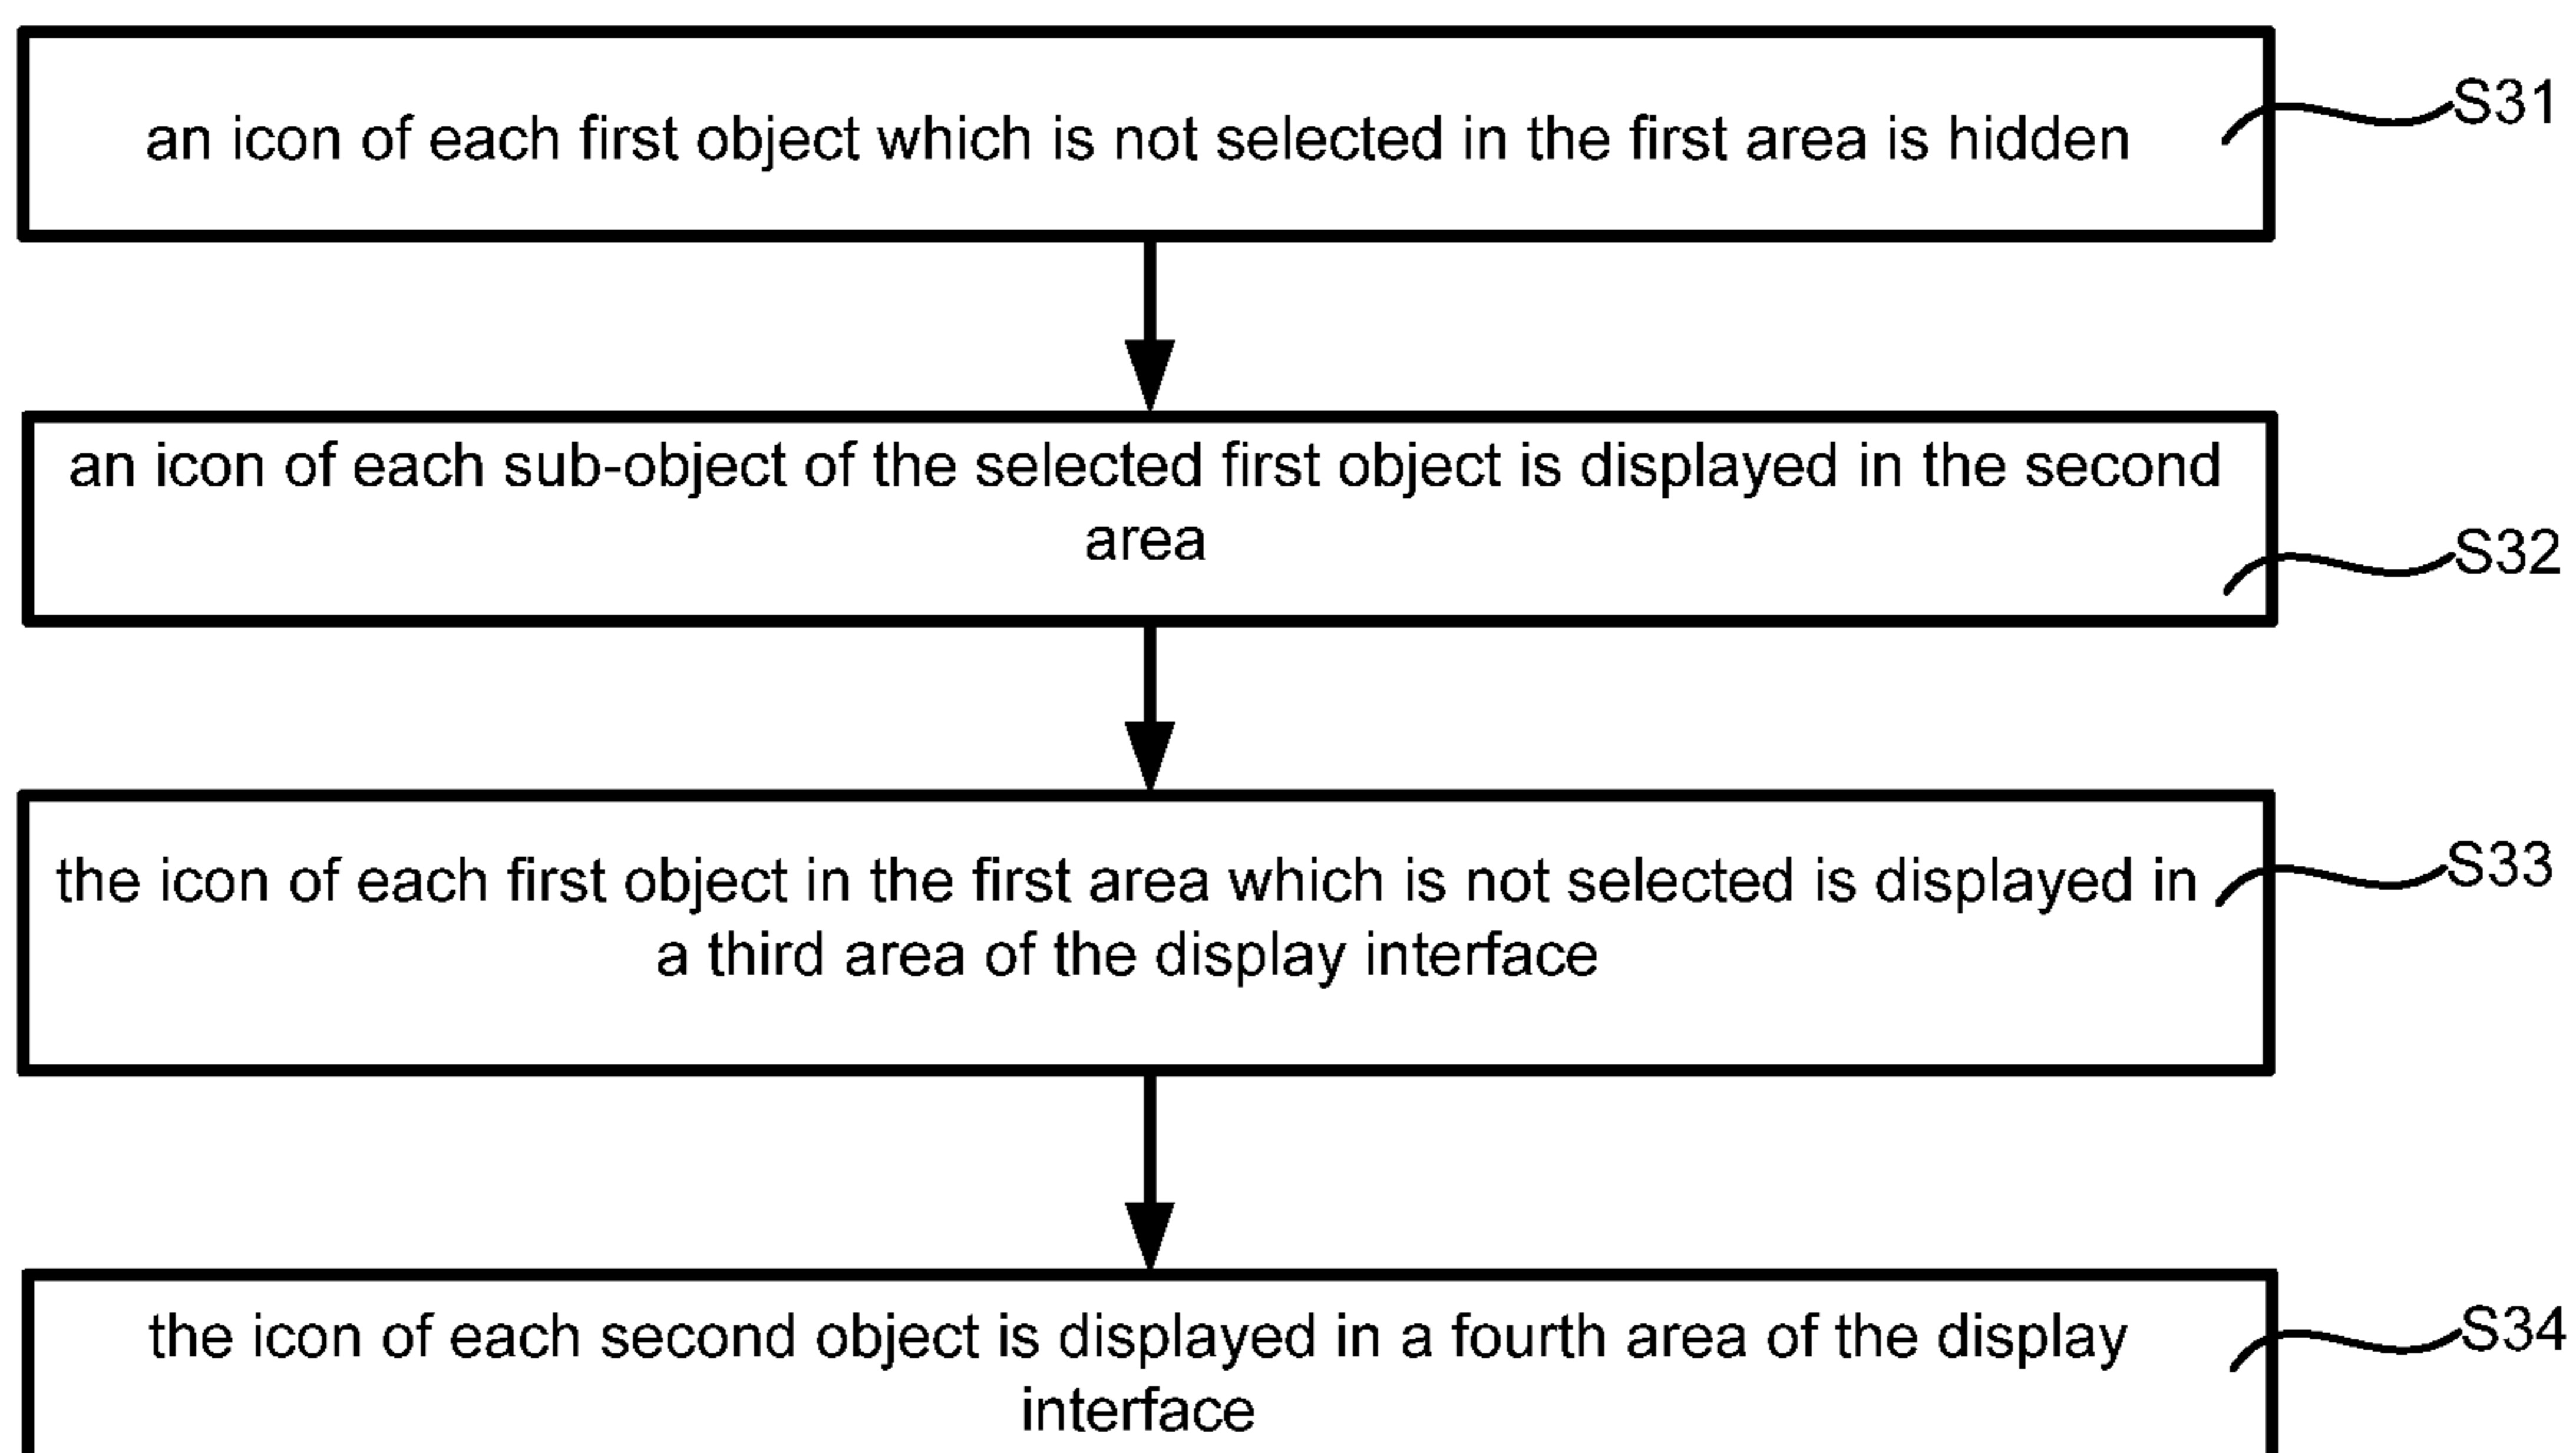 an icon of each first object which is not selected in the first area is hidden
S31
an icon of each sub-object of the selected first object is displayed in the second
area
S32
the icon of each first object in the first area which is not selected is displayed in
a third area of the display interface
S33
the icon of each second object is displayed in a fourth area of the display
interface
S34